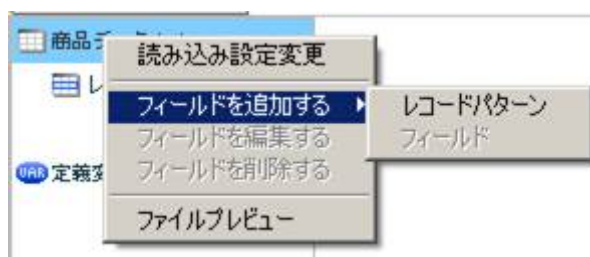 商品デ
読み込み設定変更
レ
フィールドを追加する
レコードパターン
フィールドを編集する
フィールド
VAR 定義変
フィールドを削除する
ファイルプレビュー